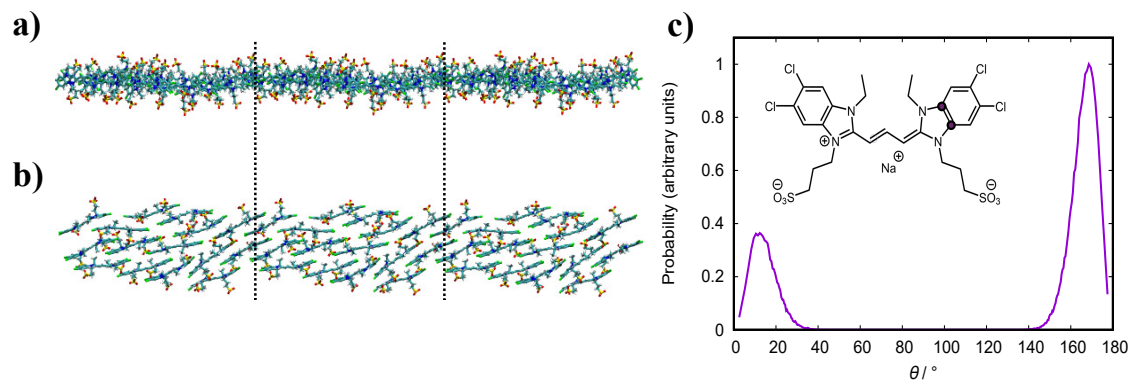 a)
b)
c)
Probability (arbitrary units)
1
0.8
0.6
0.4
0.2
0
0 20 40 60 80 100 120 140 160 180
θ / °
Cl
Cl
N
N
⊕
N
N
Cl
Cl
Na⊕
⊖
O₃S
⊖
SO₃